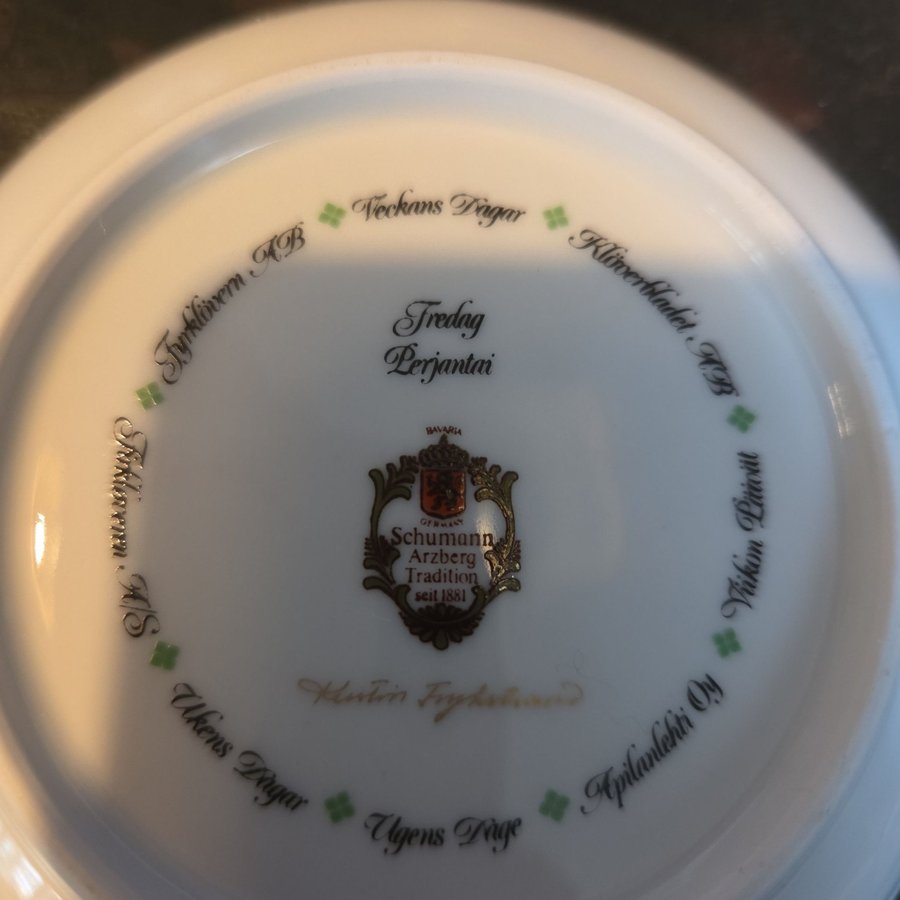 Veckans Dagar
Klöverbladet AB
Viikon Päivät
Apilanlehti Oy
Ugens Dage
Ukens Dagar
Firkløveren A/S
Fyrklövern AB
Fredag
Perjantai
BAVARIA
GERMANY
Schumann
Arzberg
Tradition
seit 1881